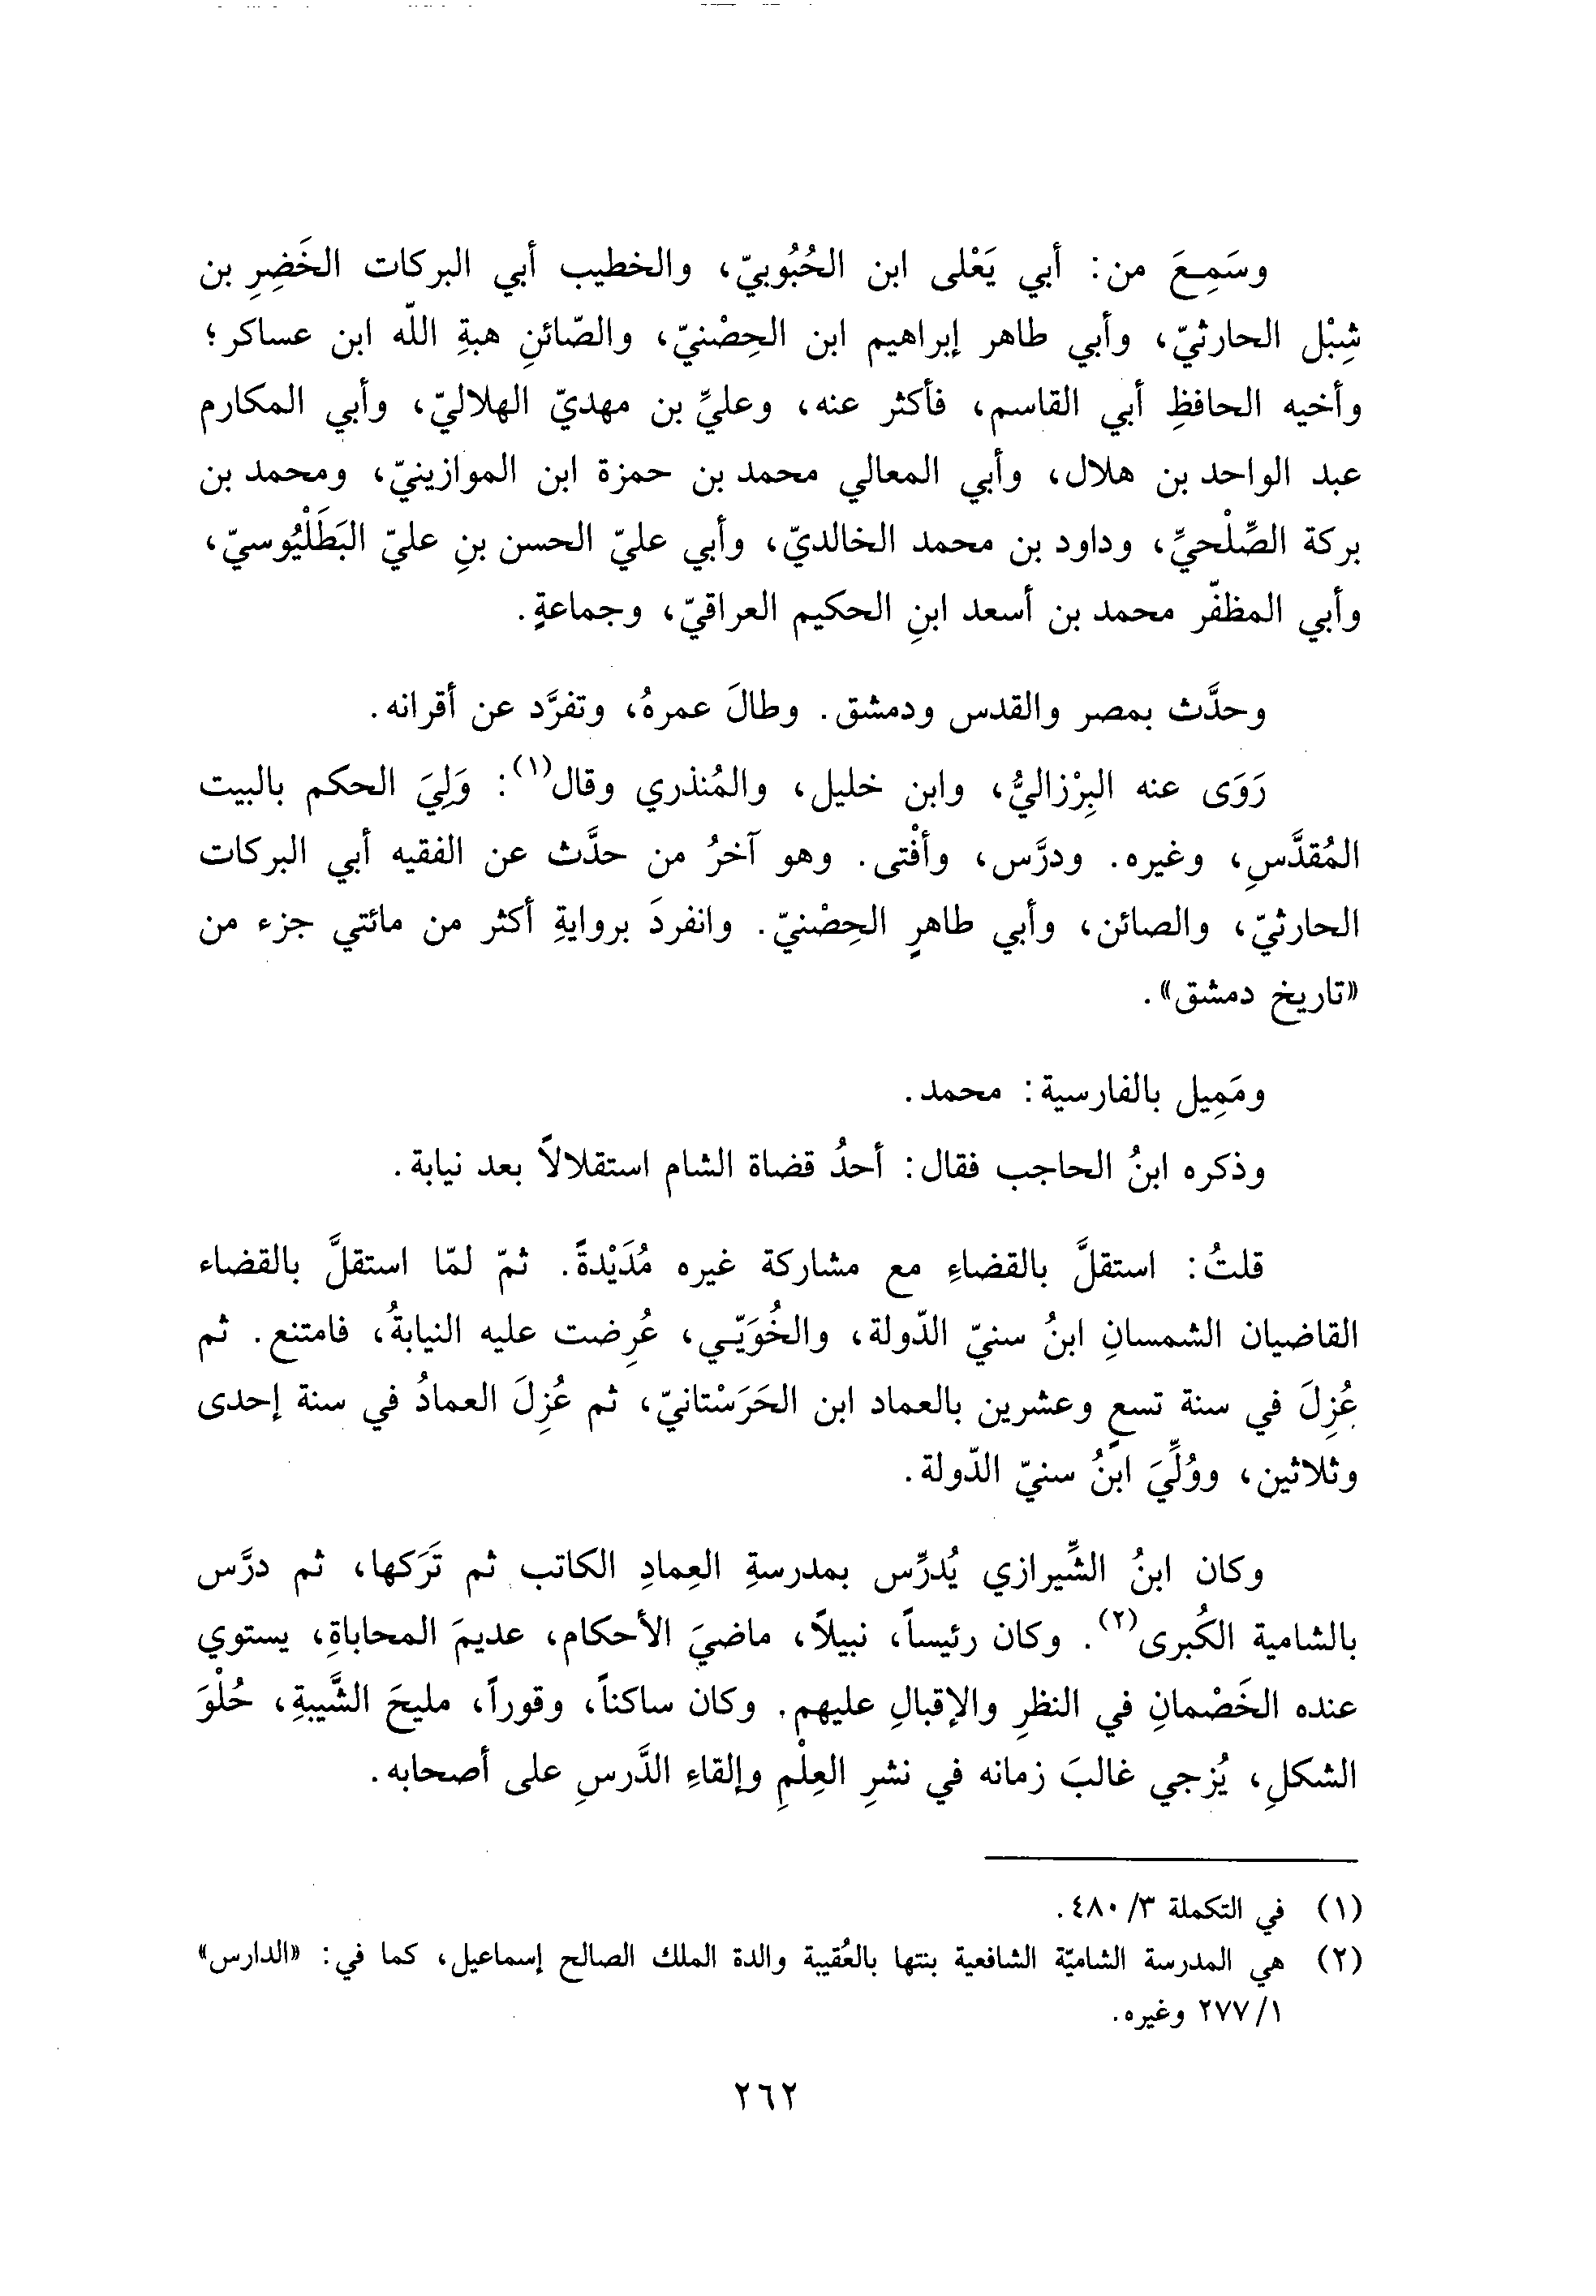 وسَمِعَ من: أبي يَعْلى ابن الحُبُوبيّ، والخطيب أبي البركات الخَضِرِ بن
شِبْل الحارثيّ، وأبي طاهر إبراهيم ابن الحِصْنيّ، والصّائنِ هبةِ اللّه ابن عساكر؛
وأخيه الحافظِ أبي القاسم، فأكثر عنه، وعليِّ بن مهديّ الهلاليّ، وأبي المكارم
عبد الواحد بن هلال، وأبي المعالي محمد بن حمزة ابن الموازينيّ، ومحمد بن
بركة الصِّلْحيِّ، وداود بن محمد الخالديّ، وأبي عليّ الحسن بنِ عليّ البَطَلْيُوسيّ،
وأبي المظفّر محمد بن أسعد ابنِ الحكيم العراقيّ، وجماعةٍ.
وحدَّث بمصر والقدس ودمشق. وطالَ عمرهُ، وتفرَّد عن أقرانه.
رَوَى عنه البِرْزاليُّ، وابن خليل، والمُنذري وقال(١): وَلِيَ الحكم بالبيت
المُقدَّسِ، وغيره. ودرَّس، وأفْتى. وهو آخرُ من حدَّث عن الفقيه أبي البركات
الحارثيّ، والصائن، وأبي طاهرٍ الحِصْنيّ. وانفردَ بروايةِ أكثر من مائتي جزء من
«تاريخ دمشق».
ومَمِيل بالفارسية: محمد.
وذكره ابنُ الحاجب فقال: أحدُ قضاة الشام استقلالاً بعد نيابة.
قلتُ: استقلَّ بالقضاءِ مع مشاركة غيره مُدَيْدةً. ثمّ لمّا استقلَّ بالقضاء
القاضيان الشمسانِ ابنُ سنيّ الدّولة، والخُوَيّي، عُرِضت عليه النيابةُ، فامتنع. ثم
عُزِلَ في سنة تسعٍ وعشرين بالعماد ابن الحَرَسْتانيّ، ثم عُزِلَ العمادُ في سنة إحدى
وثلاثين، ووُلِّيَ ابنُ سنيّ الدّولة.
وكان ابنُ الشِّيرازي يُدرِّس بمدرسةِ العِمادِ الكاتب ثم تَرَكها، ثم درَّس
بالشامية الكُبرى(٢). وكان رئيساً، نبيلاً، ماضيَ الأحكام، عديمَ المحاباةِ، يستوي
عنده الخَصْمانِ في النظرِ والإقبالِ عليهم. وكان ساكناً، وقوراً، مليحَ الشَّيبةِ، حُلْوَ
الشكلِ، يُزجي غالبَ زمانه في نشرِ العِلْمِ وإلقاءِ الدَّرسِ على أصحابه.
(١) في التكملة ٣/ ٤٨٠.
(٢) هي المدرسة الشاميّة الشافعية بنتها بالعُقيبة والدة الملك الصالح إسماعيل، كما في: «الدارس»
١/ ٢٧٧ وغيره.
٢٦٢